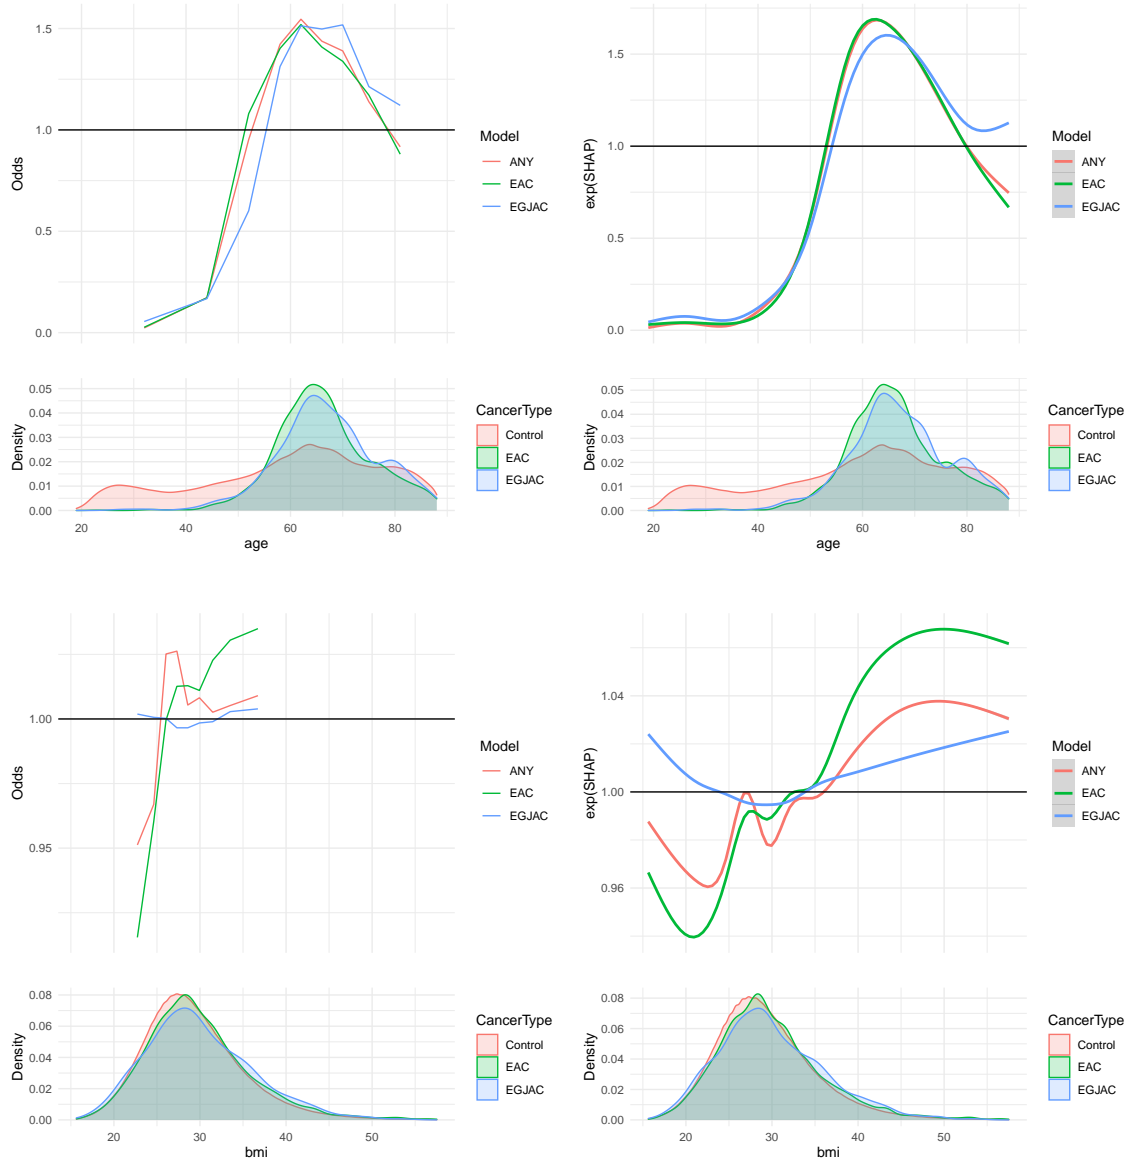 Odds
1.5
1.0
0.5
0.0
Model
ANY
EAC
EGJAC
Density
0.05
0.04
0.03
0.02
0.01
0.00
20
40
60
80
age
CancerType
Control
EAC
EGJAC
exp(SHAP)
1.5
1.0
0.5
0.0
Model
ANY
EAC
EGJAC
Density
0.05
0.04
0.03
0.02
0.01
0.00
20
40
60
80
age
CancerType
Control
EAC
EGJAC
Odds
1.00
0.95
Model
ANY
EAC
EGJAC
Density
0.08
0.06
0.04
0.02
0.00
20
30
40
50
bmi
CancerType
Control
EAC
EGJAC
exp(SHAP)
1.04
1.00
0.96
Model
ANY
EAC
EGJAC
Density
0.08
0.06
0.04
0.02
0.00
20
30
40
50
bmi
CancerType
Control
EAC
EGJAC